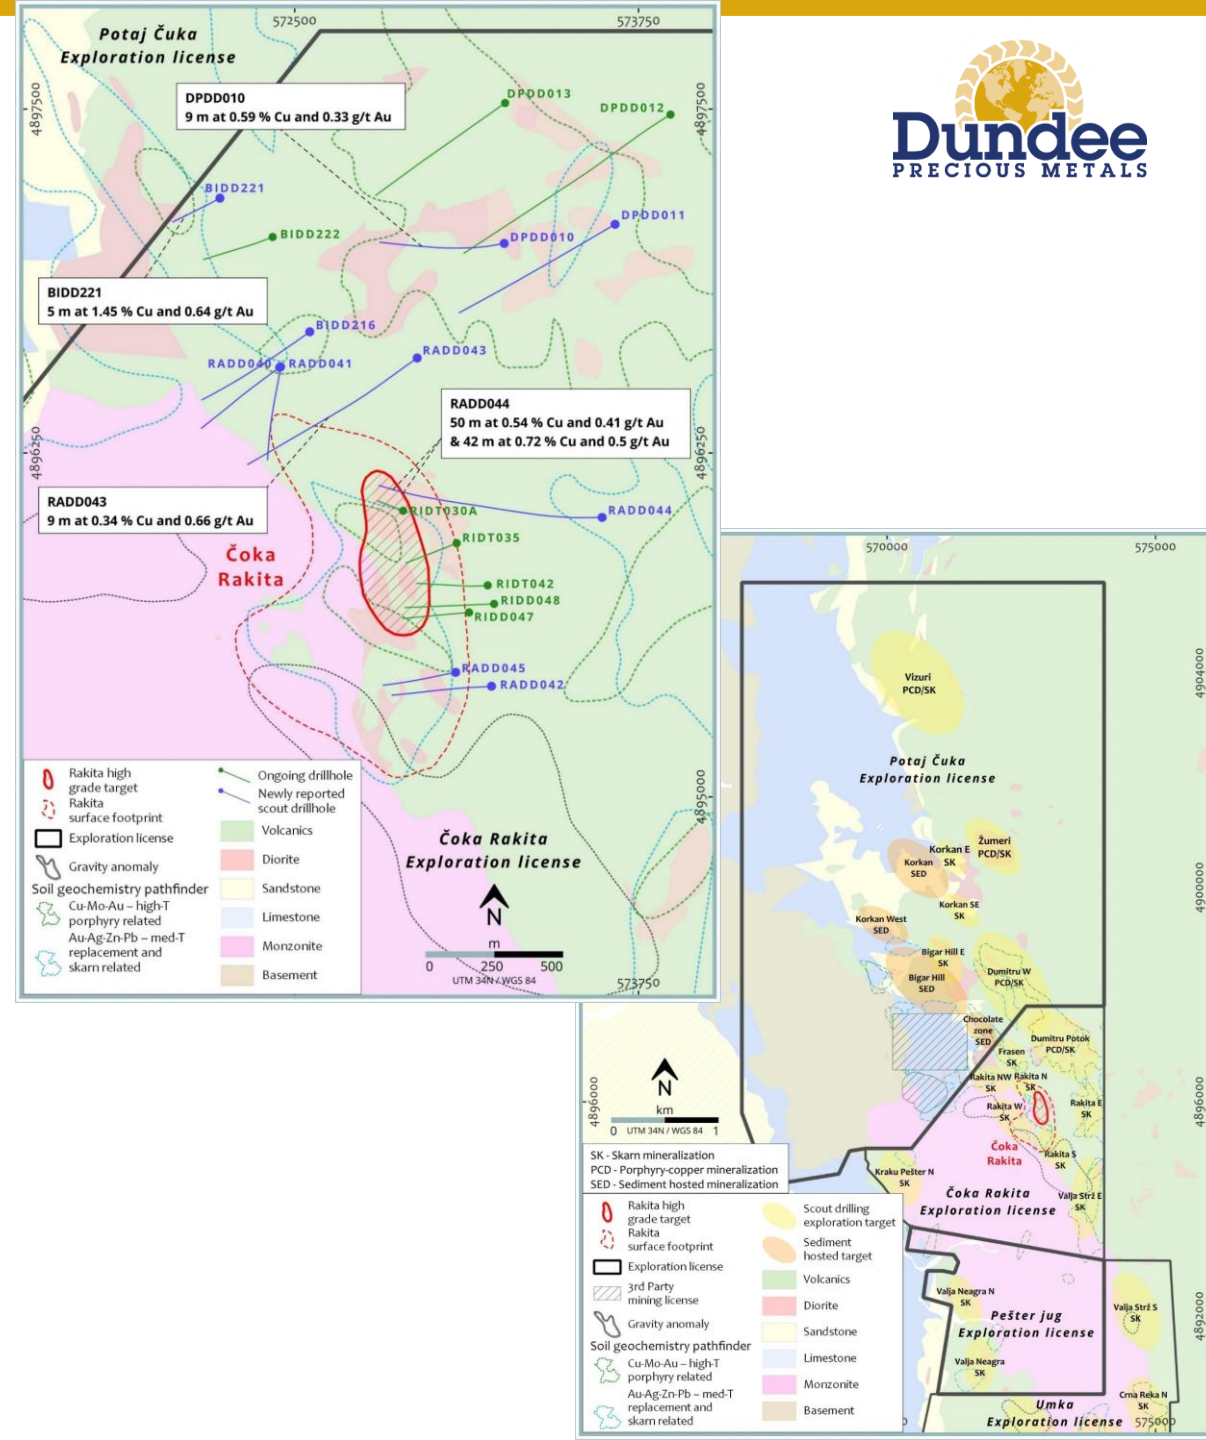 572500
573750
Potaj Čuka
Exploration license
4897500
4897500
DPDD010
9 m at 0.59 % Cu and 0.33 g/t Au
DPDD013
DPDD012
BIDD221
BIDD222
DPDD011
DPDD010
BIDD221
5 m at 1.45 % Cu and 0.64 g/t Au
BIDD216
RADD040
RADD041
RADD043
RADD044
50 m at 0.54 % Cu and 0.41 g/t Au
& 42 m at 0.72 % Cu and 0.5 g/t Au
4896250
4896250
RADD043
9 m at 0.34 % Cu and 0.66 g/t Au
RIDT030A
RADD044
RIDT035
Čoka
Rakita
RIDT042
RIDD048
RIDD047
RADD045
RADD042
4895000
Čoka Rakita
Exploration license
N
m
0 250 500
UTM 34N / WGS 84
573750
Rakita high
grade target
Rakita
surface footprint
Exploration license
Gravity anomaly
Soil geochemistry pathfinder
Cu-Mo-Au – high-T
porphyry related
Au-Ag-Zn-Pb – med-T
replacement and
skarn related
Ongoing drillhole
Newly reported
scout drillhole
Volcanics
Diorite
Sandstone
Limestone
Monzonite
Basement
Dundee
PRECIOUS METALS
570000
575000
4904000
Vizuri
PCD/SK
Potaj Čuka
Exploration license
Korkan E
SK
Žumeri
PCD/SK
Korkan
SED
4900000
Korkan SE
SK
Korkan West
SED
Bigar Hill E
SK
Bigar Hill
SED
Dumitru W
PCD/SK
Chocolate
zone
SED
Dumitru Potok
PCD/SK
Frasen
SK
Rakita NW
SK
Rakita N
SK
Rakita W
SK
Rakita E
SK
4896000
Čoka
Rakita
Rakita S
SK
Kraku Pešter N
SK
Čoka Rakita
Exploration license
Valja Strž E
SK
N
km
0 UTM 34N / WGS 84 1
SK - Skarn mineralization
PCD - Porphyry-copper mineralization
SED - Sediment hosted mineralization
Rakita high
grade target
Rakita
surface footprint
Exploration license
3rd Party
mining license
Gravity anomaly
Soil geochemistry pathfinder
Cu-Mo-Au – high-T
porphyry related
Au-Ag-Zn-Pb – med-T
replacement and
skarn related
Scout drilling
exploration target
Sediment
hosted target
Volcanics
Diorite
Sandstone
Limestone
Monzonite
Basement
Valja Neagra N
SK
Pešter jug
Exploration license
Valja Strž S
SK
4892000
Valja Neagra
SK
Crna Reka N
SK
Umka
Exploration license
575000